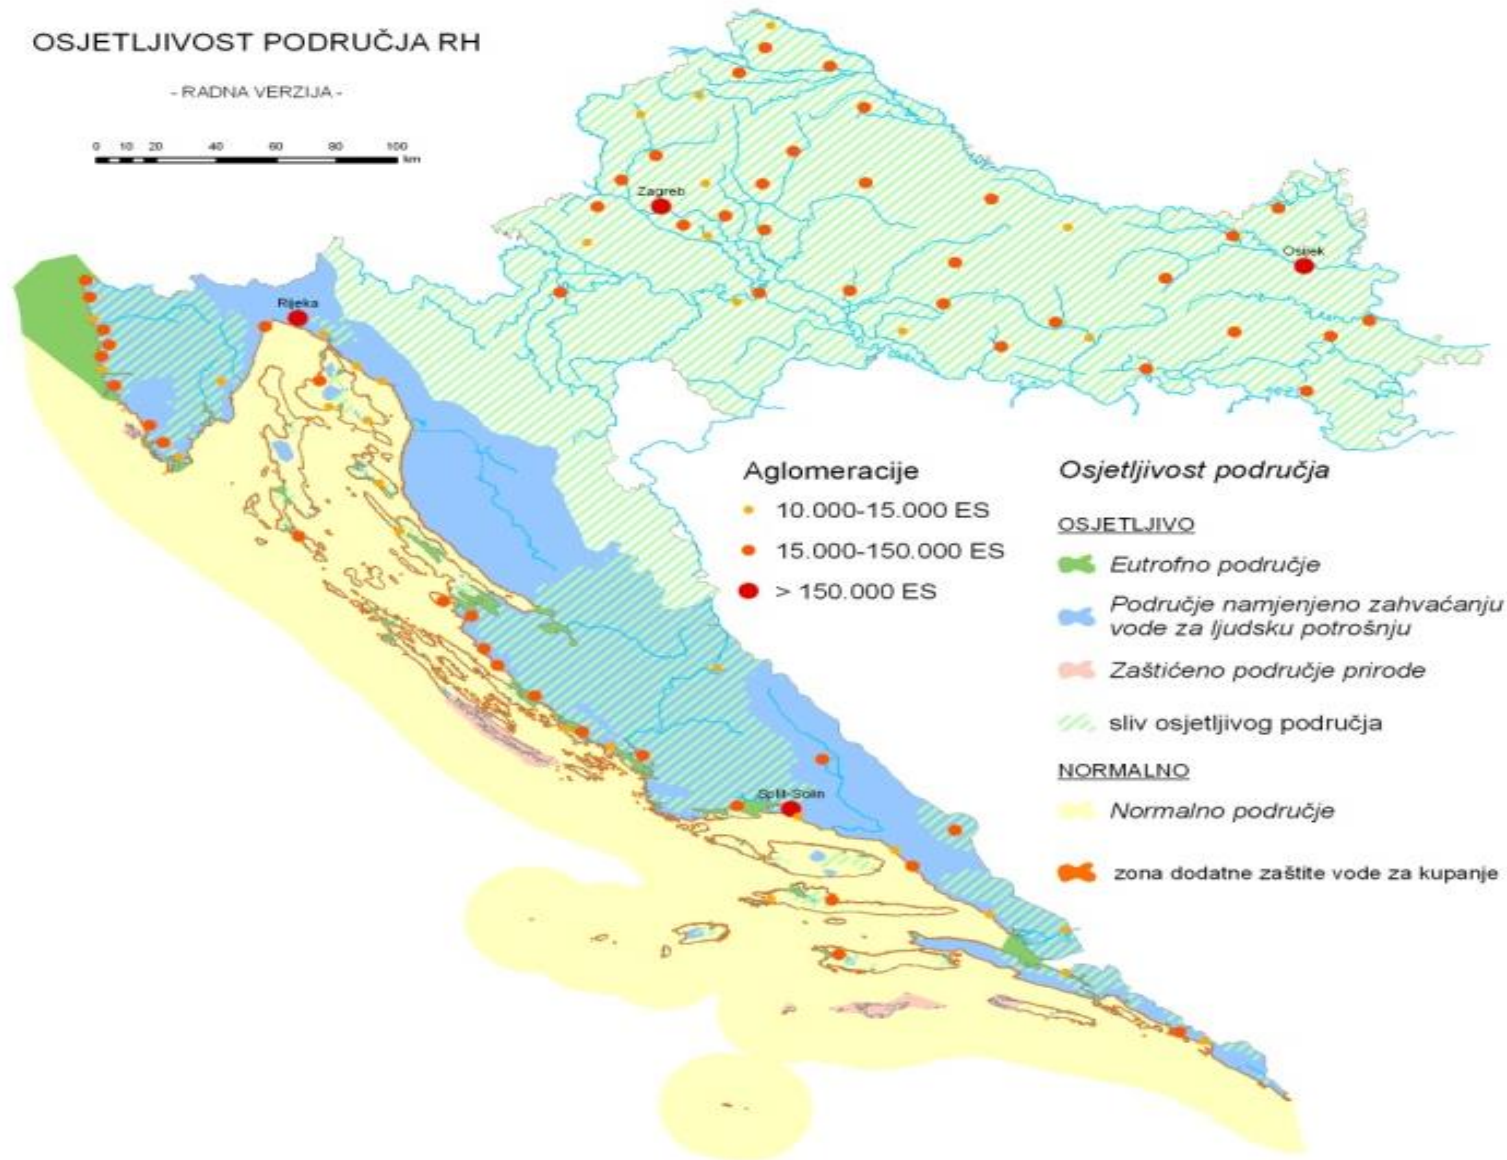 OSJETLJIVOST PODRUČJA RH
- RADNA VERZIJA -
0 10 20 40 60 80 100
km
Zagreb
Osijek
Rijeka
Split-Solin
Aglomeracije
10.000-15.000 ES
15.000-150.000 ES
> 150.000 ES
Osjetljivost područja
OSJETLJIVO
Eutrofno područje
Područje namjenjeno zahvaćanju
vode za ljudsku potrošnju
Zaštićeno područje prirode
sliv osjetljivog područja
NORMALNO
Normalno područje
zona dodatne zaštite vode za kupanje